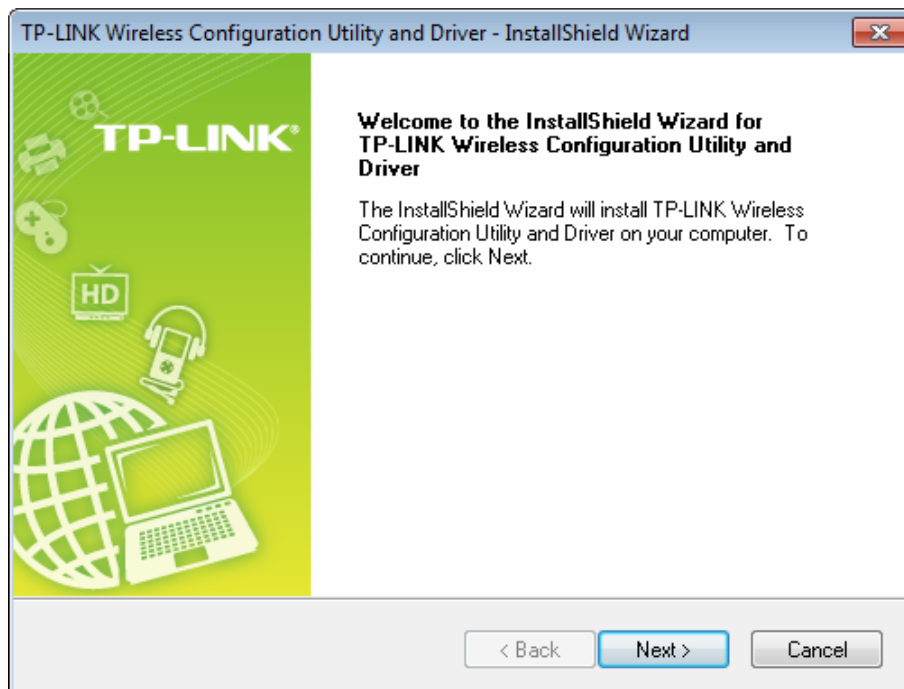 TP-LINK Wireless Configuration Utility and Driver - InstallShield Wizard
TP-LINK®
Welcome to the InstallShield Wizard for
TP-LINK Wireless Configuration Utility and
Driver
The InstallShield Wizard will install TP-LINK Wireless
Configuration Utility and Driver on your computer.  To
continue, click Next.
HD
< Back
Next >
Cancel